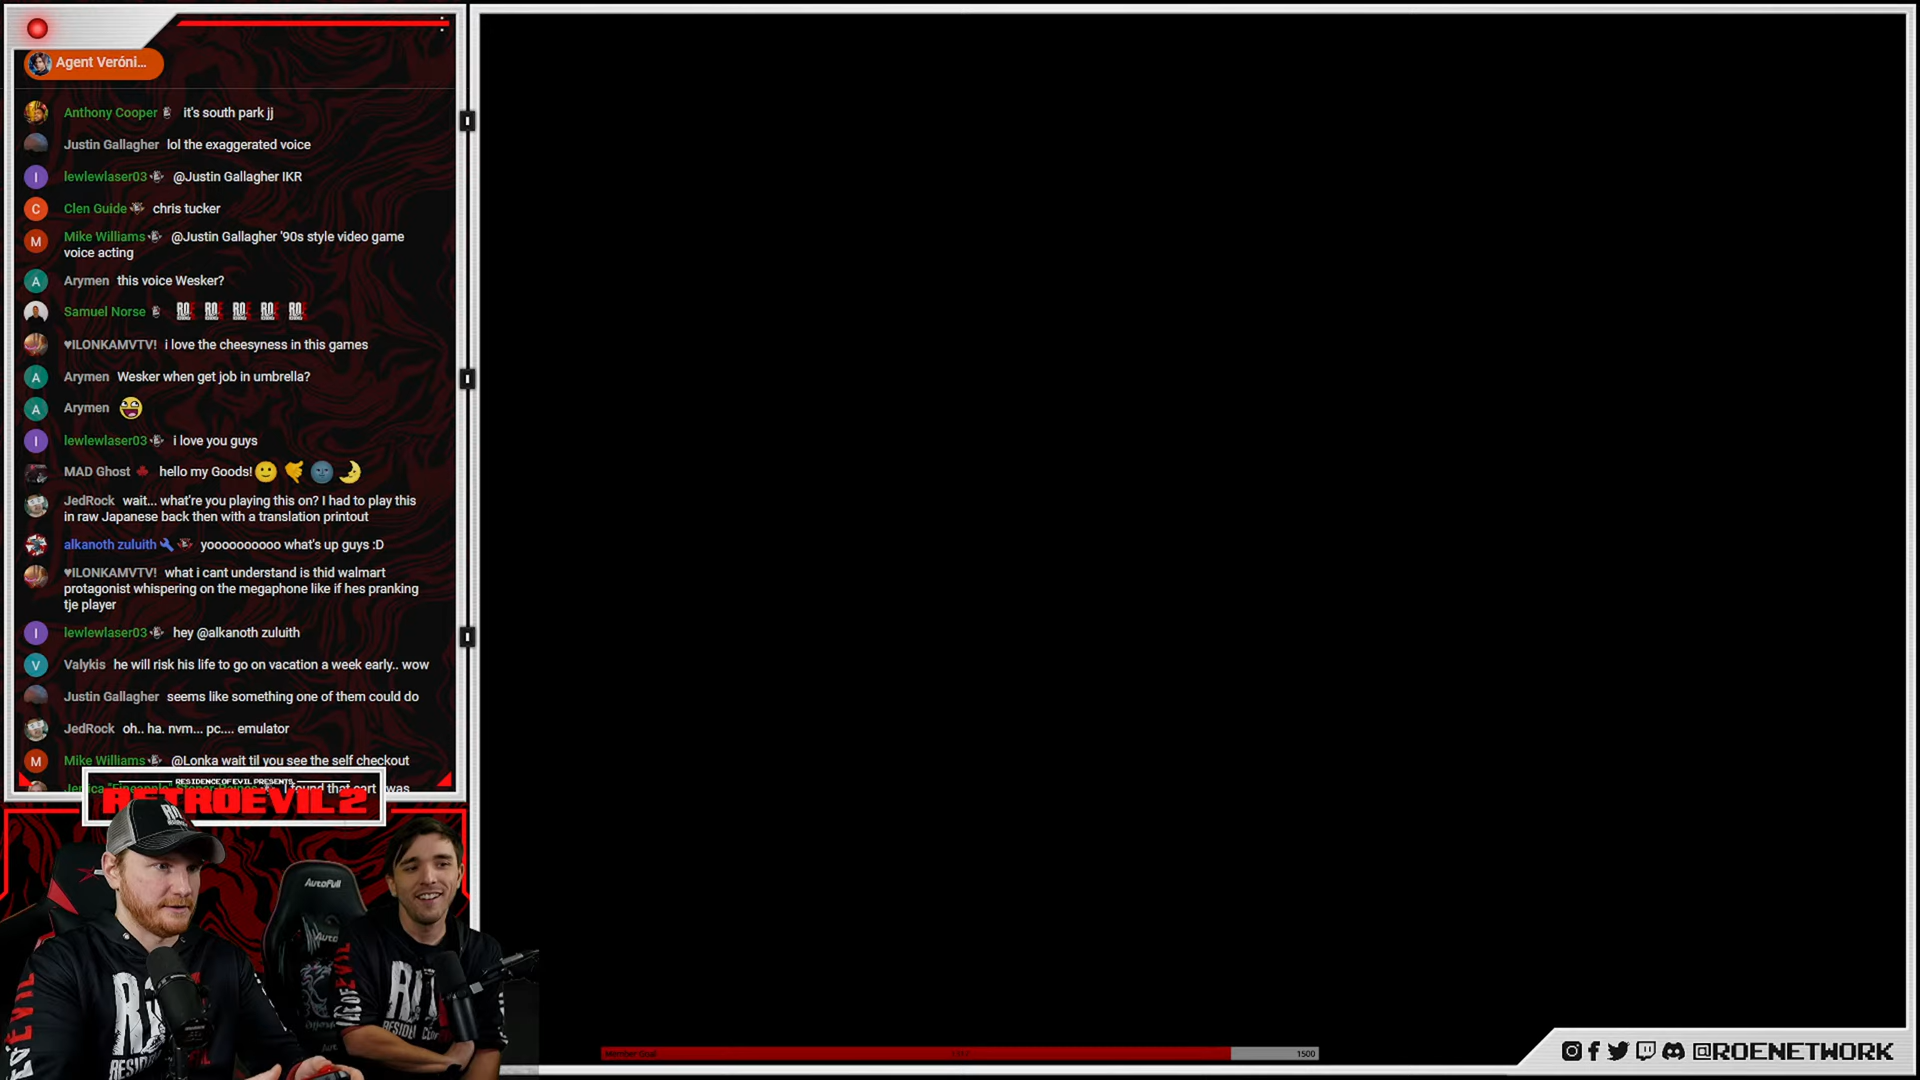 Agent Veróni...
Anthony Cooper it's south park jj
Justin Gallagher lol the exaggerated voice
I
lewlewlaser03 @Justin Gallagher IKR
C
Clen Guide chris tucker
M
Mike Williams @Justin Gallagher '90s style video game
voice acting
A
Arymen this voice Wesker?
Samuel Norse
♥ILONKAMVTV! i love the cheesyness in this games
A
Arymen Wesker when get job in umbrella?
A
Arymen
I
lewlewlaser03 i love you guys
MAD Ghost hello my Goods!
JedRock wait... what're you playing this on? I had to play this
in raw Japanese back then with a translation printout
alkanoth zuluith yoooooooooo what's up guys :D
♥ILONKAMVTV! what i cant understand is thid walmart
protagonist whispering on the megaphone like if hes pranking
tje player
I
lewlewlaser03 hey @alkanoth zuluith
V
Valykis he will risk his life to go on vacation a week early.. wow
Justin Gallagher seems like something one of them could do
JedRock oh.. ha. nvm... pc.... emulator
M
Mike Williams @Lonka wait til you see the self checkout
I found that part was
RESIDENCE OF EVIL PRESENTS
RETROEVIL 2
AutoFull
Member Goal
1500
@ROENETWORK